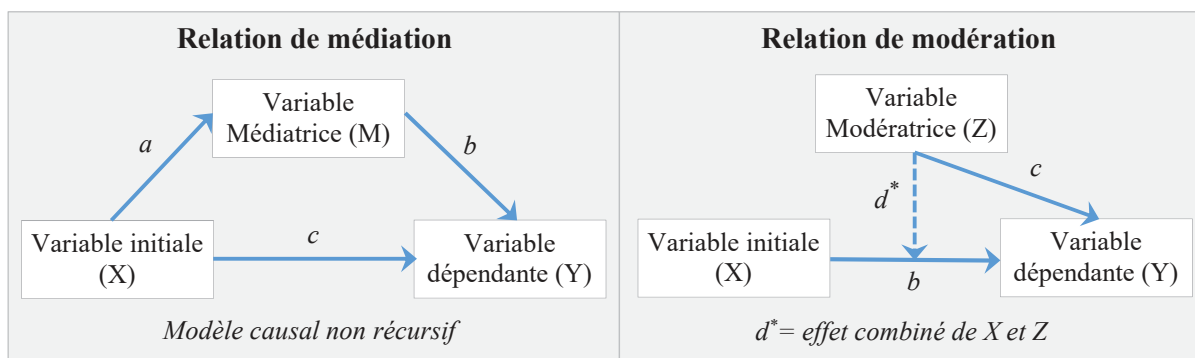 Relation de médiation
Variable
Médiatrice (M)
a
b
Variable initiale
(X)
c
Variable
dépendante (Y)
Modèle causal non récursif
Relation de modération
Variable
Modératrice (Z)
c
d*
Variable initiale
(X)
b
Variable
dépendante (Y)
d*= effet combiné de X et Z